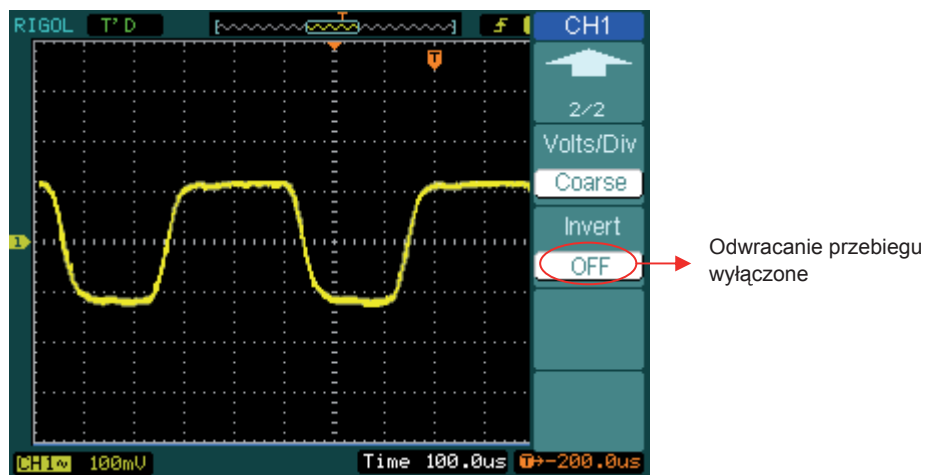 RIGOL T'D T CH1
T
2/2
Volts/Div
Coarse
1
Invert
OFF
Odwracanie przebiegu
wyłączone
CH1~ 100mV Time 100.0us T→-200.0us